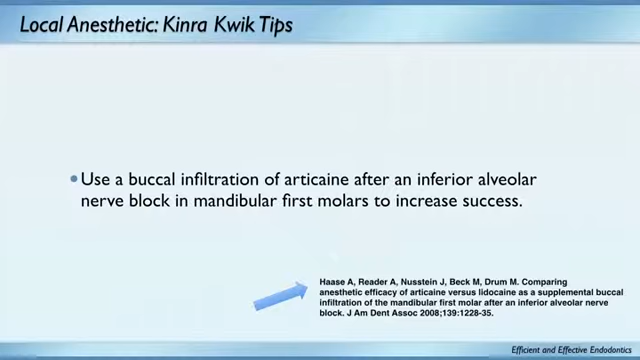 Local Anesthetic: Kinra Kwik Tips
• Use a buccal infiltration of articaine after an inferior alveolar
nerve block in mandibular first molars to increase success.
Haase A, Reader A, Nusstein J, Beck M, Drum M. Comparing
anesthetic efficacy of articaine versus lidocaine as a supplemental buccal
infiltration of the mandibular first molar after an inferior alveolar nerve
block. J Am Dent Assoc 2008;139:1228-35.
Efficient and Effective Endodontics